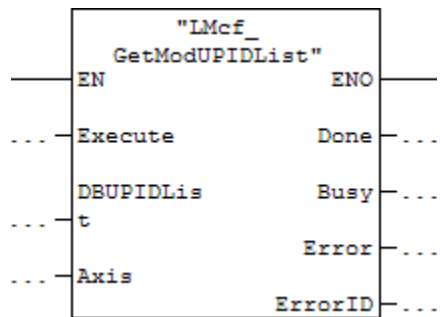 "LMcf_
GetModUPIDList"
EN ENO
... Execute Done ...
DBUPIDLis Busy ...
... t
Error ...
... Axis
ErrorID ...